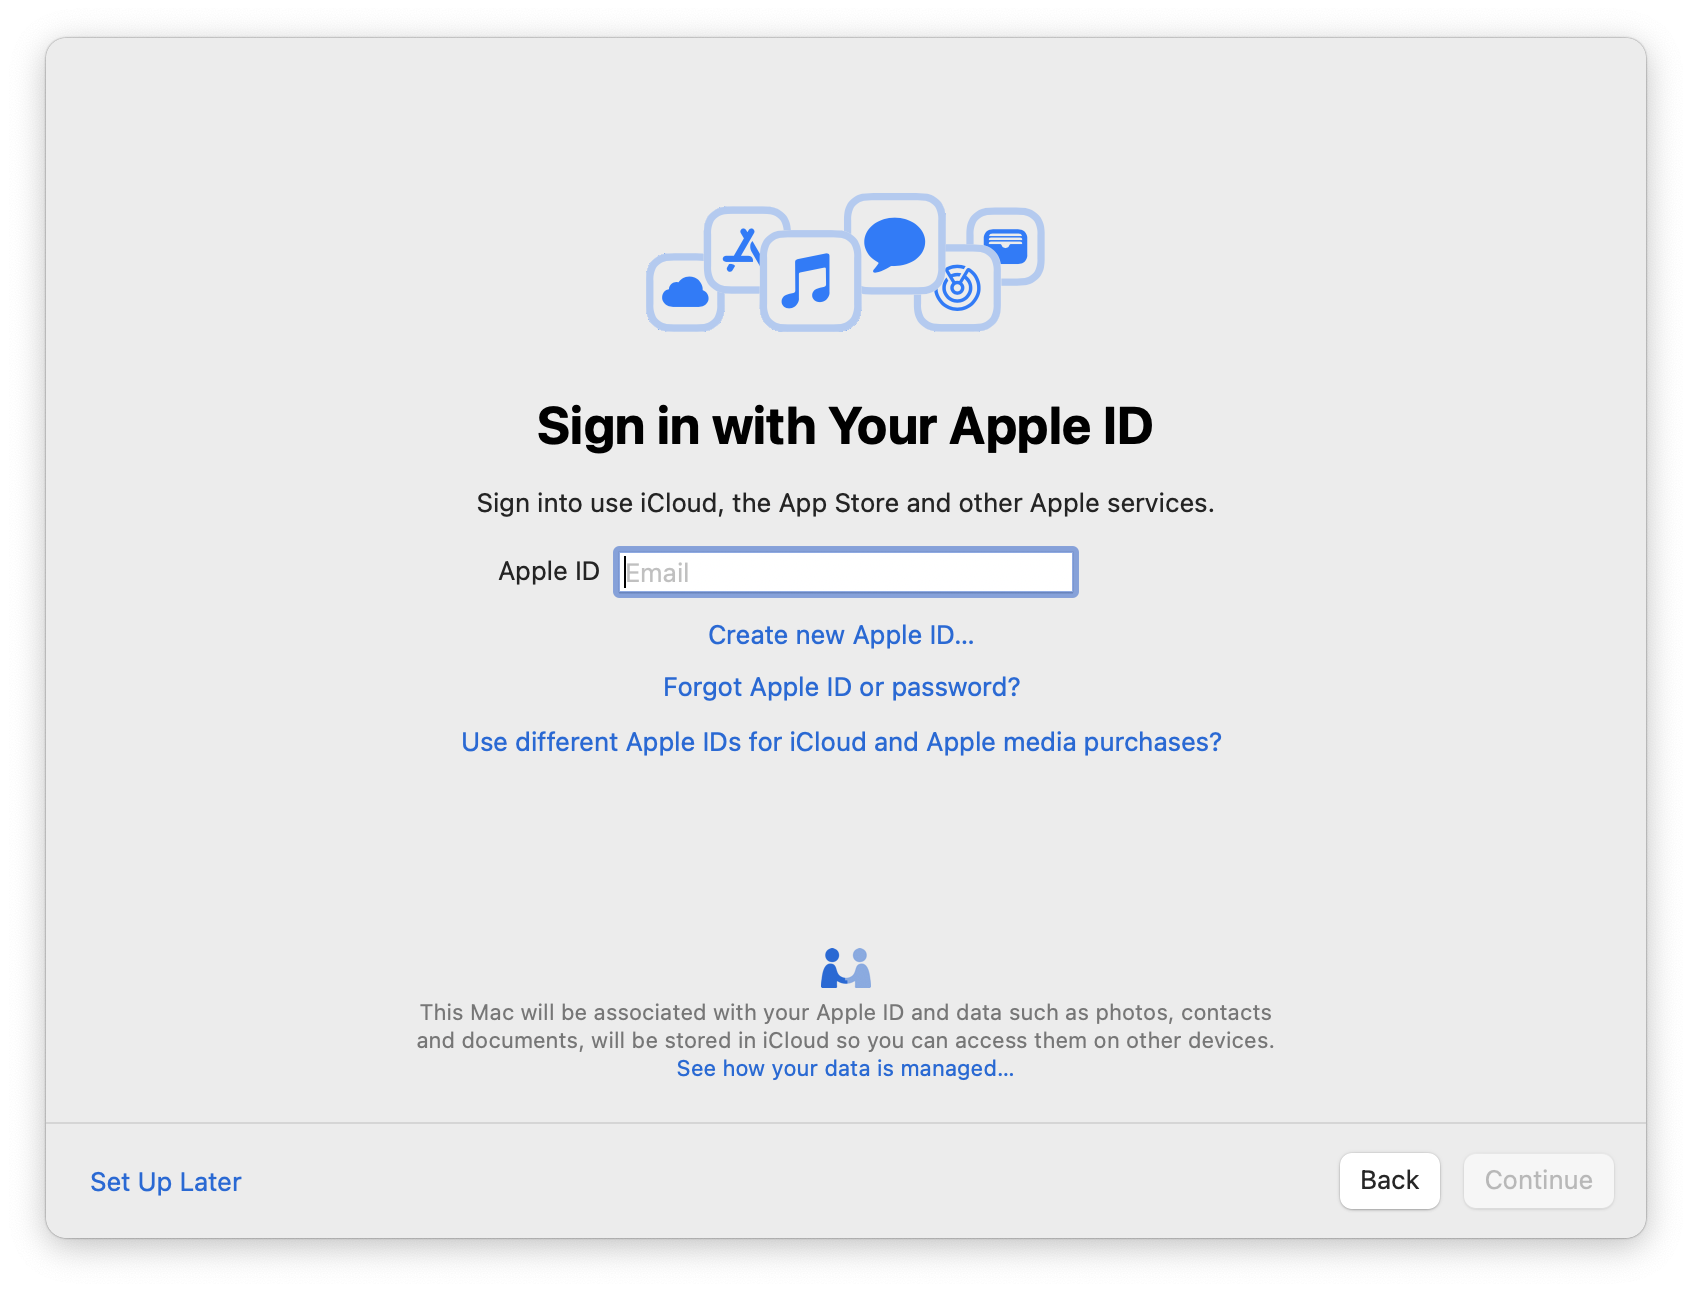 Sign in with Your Apple ID
Sign into use iCloud, the App Store and other Apple services.
Apple ID Email
Create new Apple ID...
Forgot Apple ID or password?
Use different Apple IDs for iCloud and Apple media purchases?
This Mac will be associated with your Apple ID and data such as photos, contacts
and documents, will be stored in iCloud so you can access them on other devices.
See how your data is managed...
Set Up Later
Back
Continue